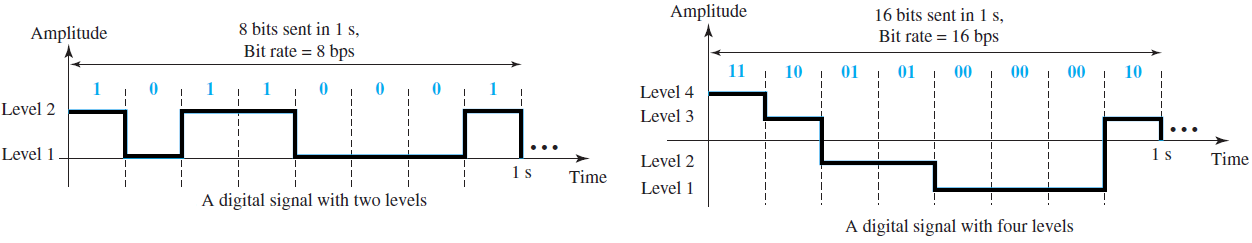 Amplitude
8 bits sent in 1 s,
Bit rate = 8 bps
1 0 1 1 0 0 0 1
Level 2
Level 1
1 s
Time
A digital signal with two levels
Amplitude
16 bits sent in 1 s,
Bit rate = 16 bps
11 10 01 01 00 00 00 10
Level 4
Level 3
Level 2
Level 1
1 s
Time
A digital signal with four levels